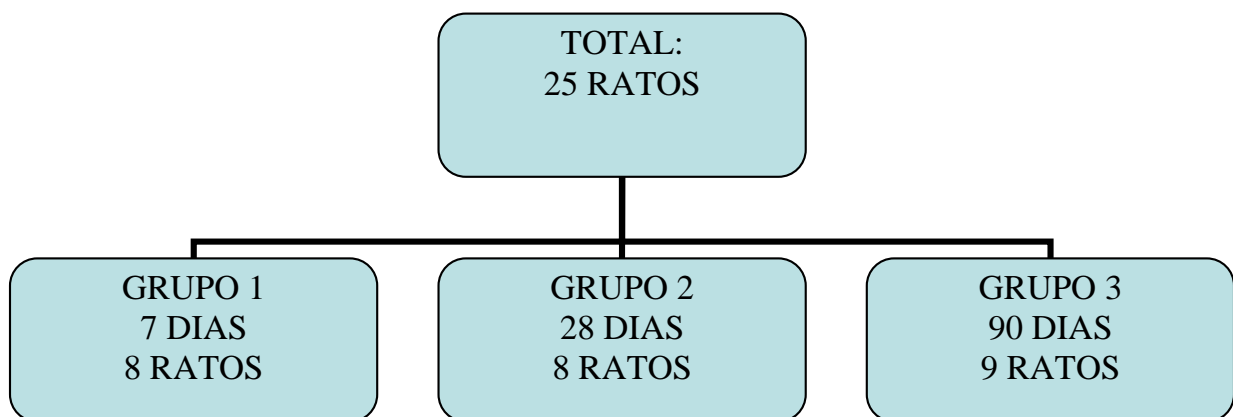 TOTAL:
25 RATOS
GRUPO 1
7 DIAS
8 RATOS
GRUPO 2
28 DIAS
8 RATOS
GRUPO 3
90 DIAS
9 RATOS